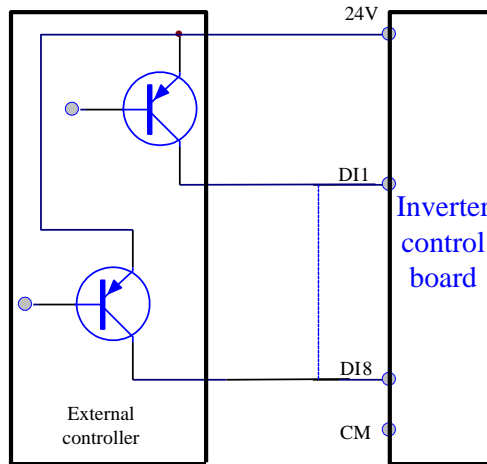 24V
DI1
Inverter
control
board
DI8
External
controller
CM